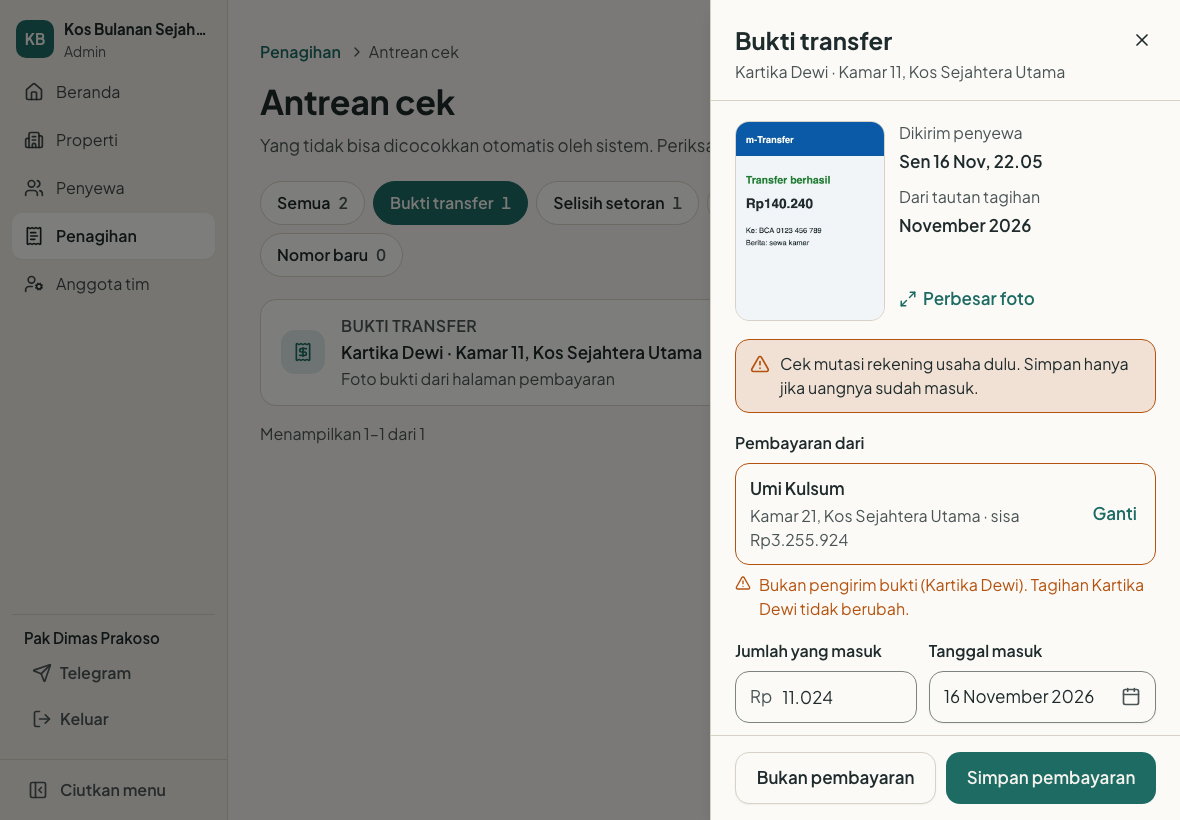 KB
Kos Bulanan Sejah…
Admin
Beranda
Properti
Penyewa
Penagihan
Anggota tim
Pak Dimas Prakoso
Telegram
Keluar
Ciutkan menu
Penagihan > Antrean cek
Antrean cek
Yang tidak bisa dicocokkan otomatis oleh sistem. Periksa
Semua 2
Bukti transfer 1
Selisih setoran 1
Nomor baru 0
BUKTI TRANSFER
Kartika Dewi · Kamar 11, Kos Sejahtera Utama
Foto bukti dari halaman pembayaran
Menampilkan 1–1 dari 1
Bukti transfer
Kartika Dewi · Kamar 11, Kos Sejahtera Utama
m-Transfer
Transfer berhasil
Rp140.240
Ke: BCA 0123 456 789
Berita: sewa kamar
Dikirim penyewa
Sen 16 Nov, 22.05
Dari tautan tagihan
November 2026
Perbesar foto
Cek mutasi rekening usaha dulu. Simpan hanya
jika uangnya sudah masuk.
Pembayaran dari
Umi Kulsum
Kamar 21, Kos Sejahtera Utama · sisa
Rp3.255.924
Ganti
Bukan pengirim bukti (Kartika Dewi). Tagihan Kartika
Dewi tidak berubah.
Jumlah yang masuk
Rp 11.024
Tanggal masuk
16 November 2026
Bukan pembayaran
Simpan pembayaran